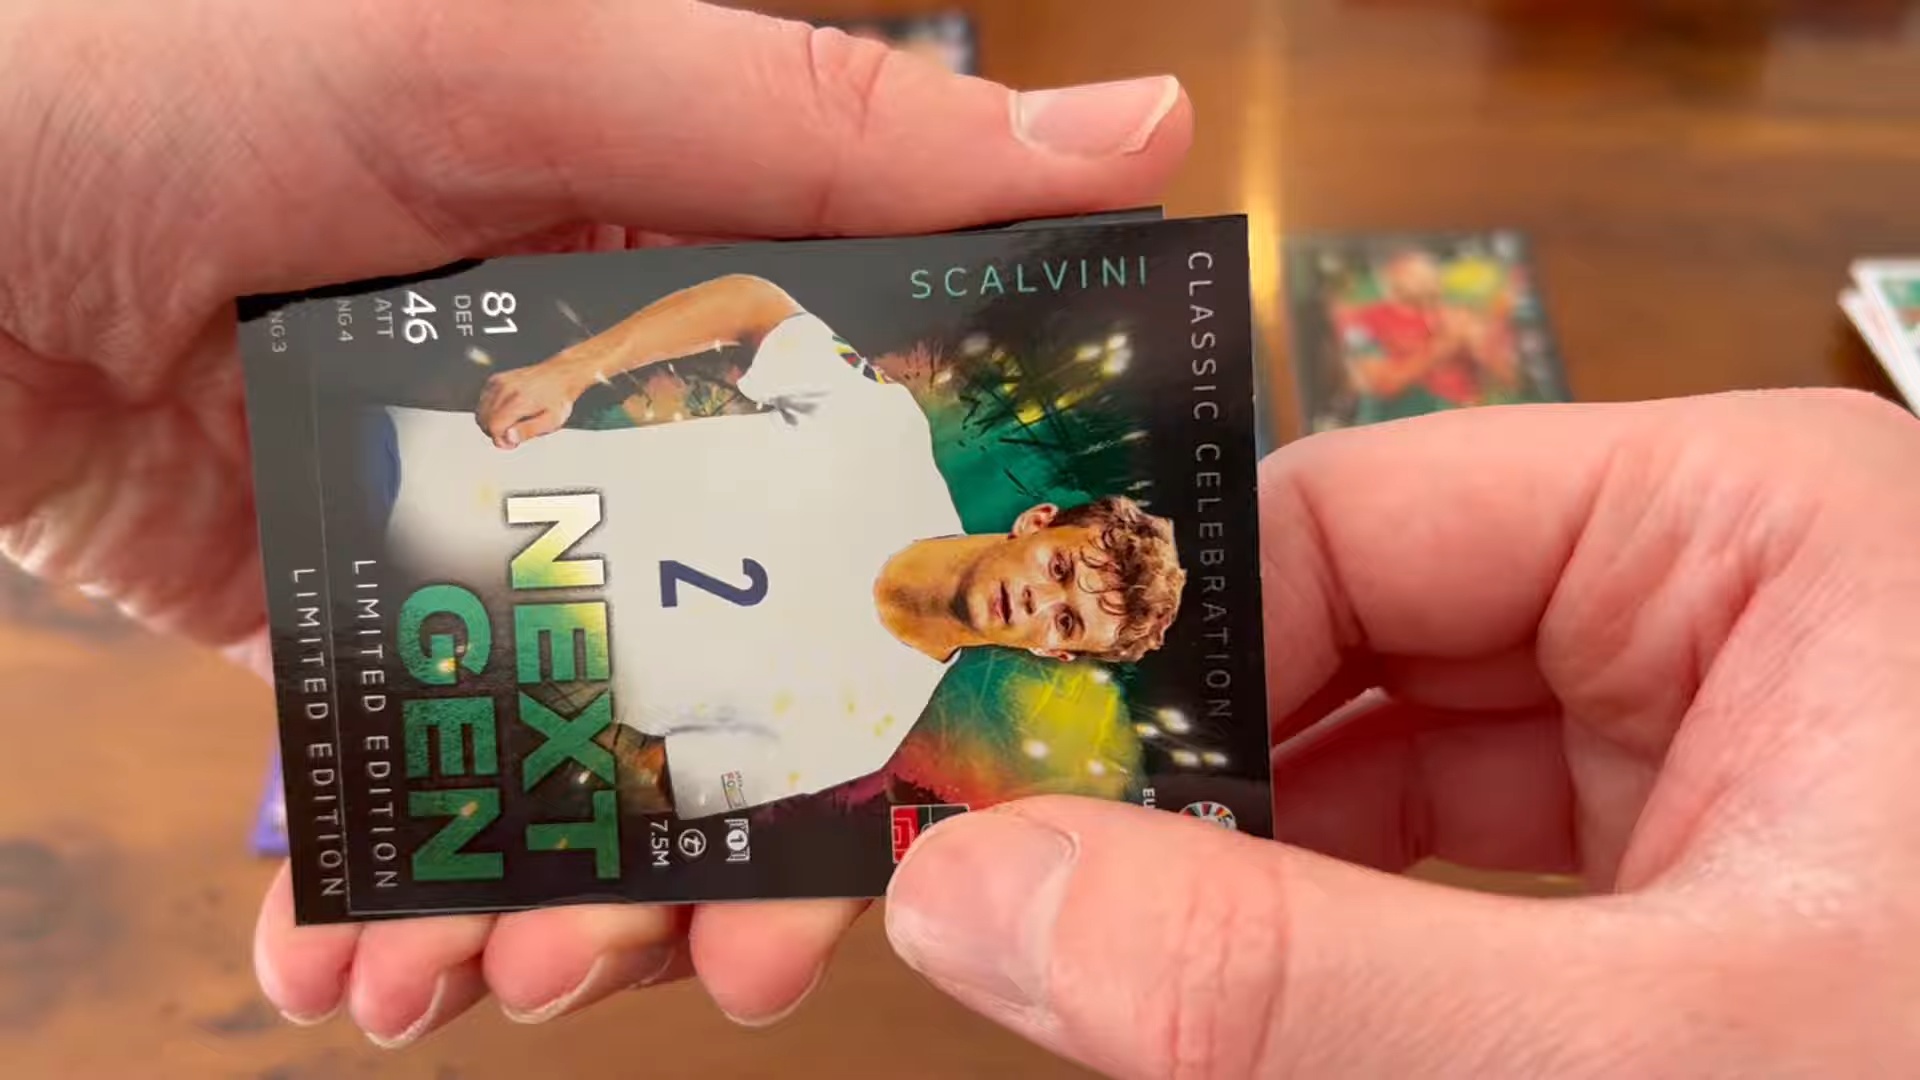 CLASSIC CELEBRATION
SCALVINI
81
DEF
46
ATT
NG 4
NG 3
2
NEXT
GEN
7.5M
1
LIMITED EDITION
LIMITED EDITION